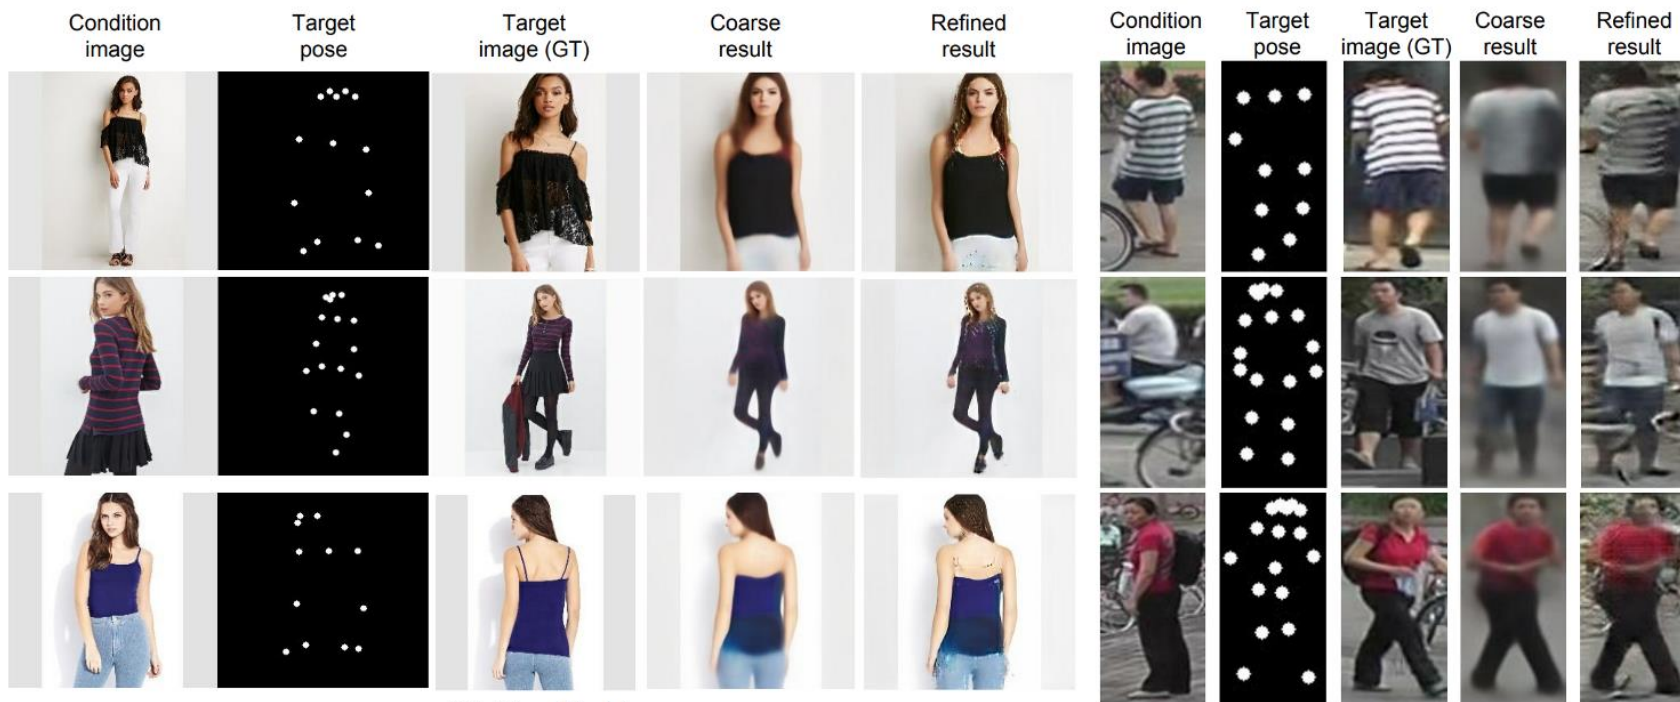 Condition
image
Target
pose
Target
image (GT)
Coarse
result
Refined
result
Condition
image
Target
pose
Target
image (GT)
Coarse
result
Refined
result